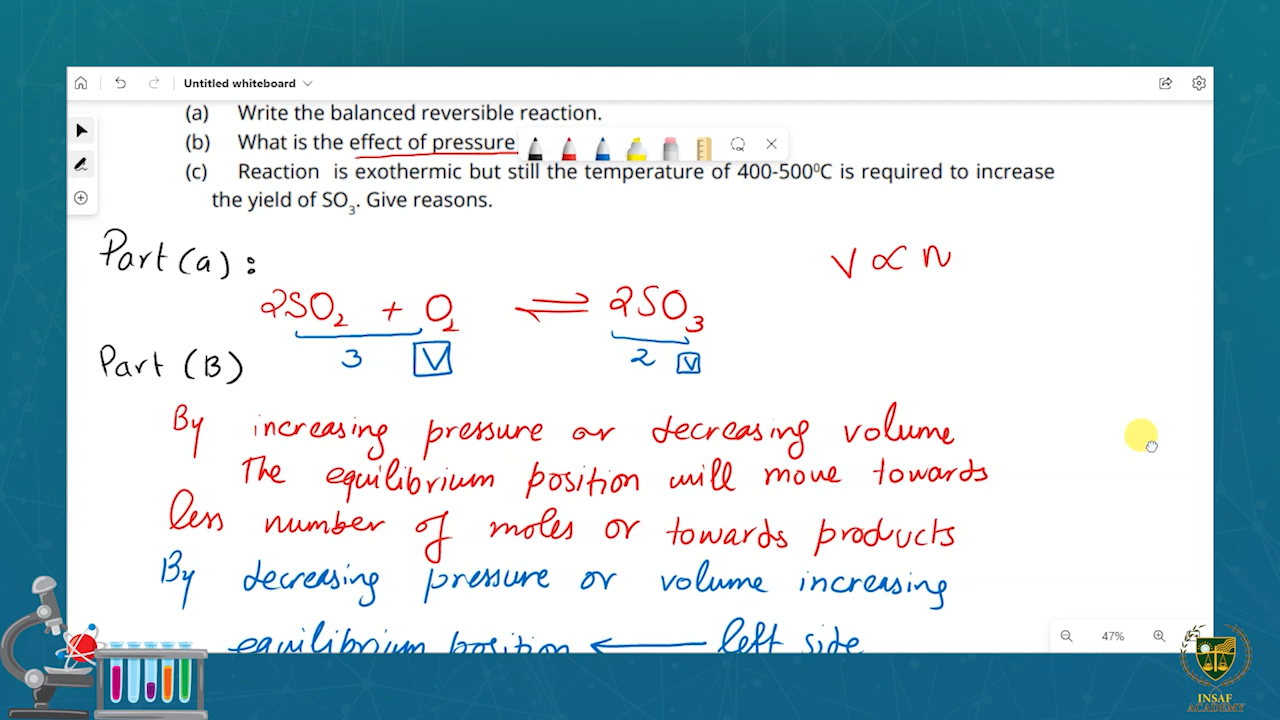 Untitled whiteboard
(a) Write the balanced reversible reaction.
(b) What is the effect of pressure
(c) Reaction is exothermic but still the temperature of 400-500⁰C is required to increase
the yield of SO₃. Give reasons.
Part (a) :
V ∝ n
2SO₂ + O₂ ⇌ 2SO₃
3 V 2 V
Part (B)
By increasing pressure or decreasing volume
The equilibrium position will move towards
less number of moles or towards products
By decreasing pressure or volume increasing
equilibrium position ← left side
47%
INSAF
ACADEMY